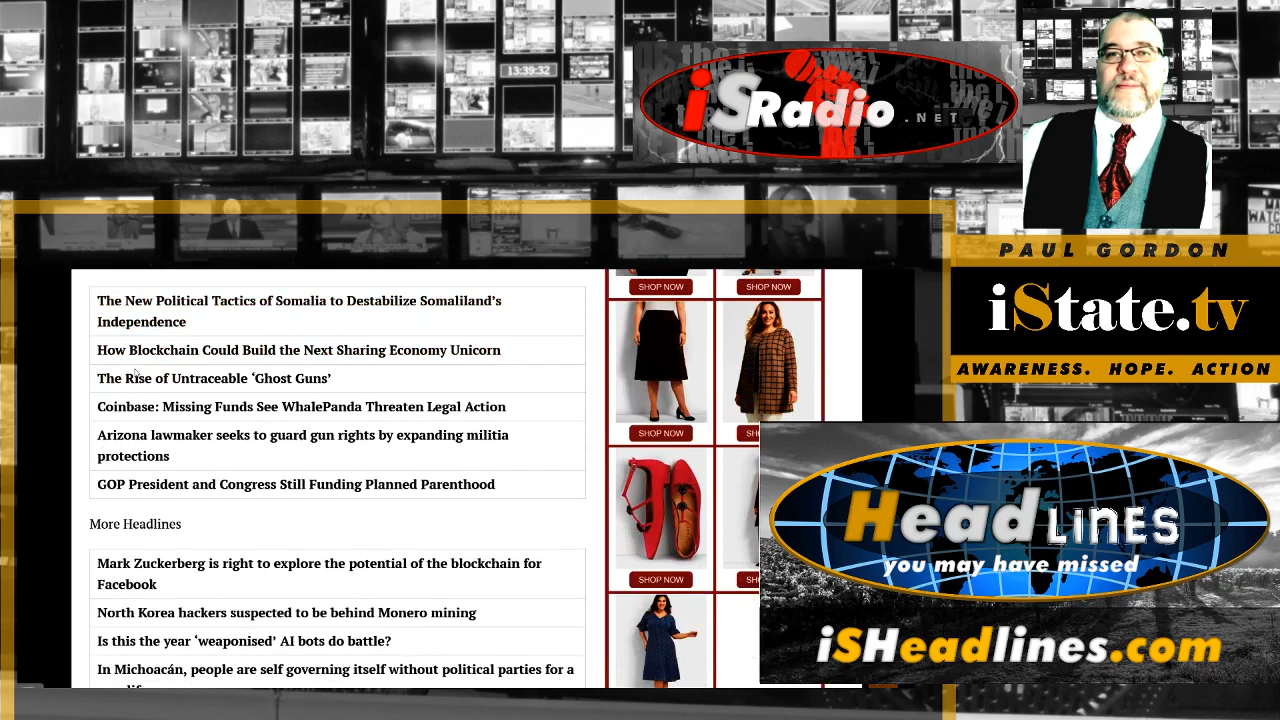 13:39:32
iSRadio.NET
PAUL GORDON
iState.tv
AWARENESS. HOPE. ACTION
The New Political Tactics of Somalia to Destabilize Somaliland’s
Independence
How Blockchain Could Build the Next Sharing Economy Unicorn
The Rise of Untraceable ‘Ghost Guns’
Coinbase: Missing Funds See WhalePanda Threaten Legal Action
Arizona lawmaker seeks to guard gun rights by expanding militia
protections
GOP President and Congress Still Funding Planned Parenthood
More Headlines
Mark Zuckerberg is right to explore the potential of the blockchain for
Facebook
North Korea hackers suspected to be behind Monero mining
Is this the year ‘weaponised’ AI bots do battle?
In Michoacán, people are self governing itself without political parties for a
SHOP NOW SHOP NOW
SHOP NOW SH
SHOP NOW SH
HeadLINES
you may have missed
iSHeadlines.com